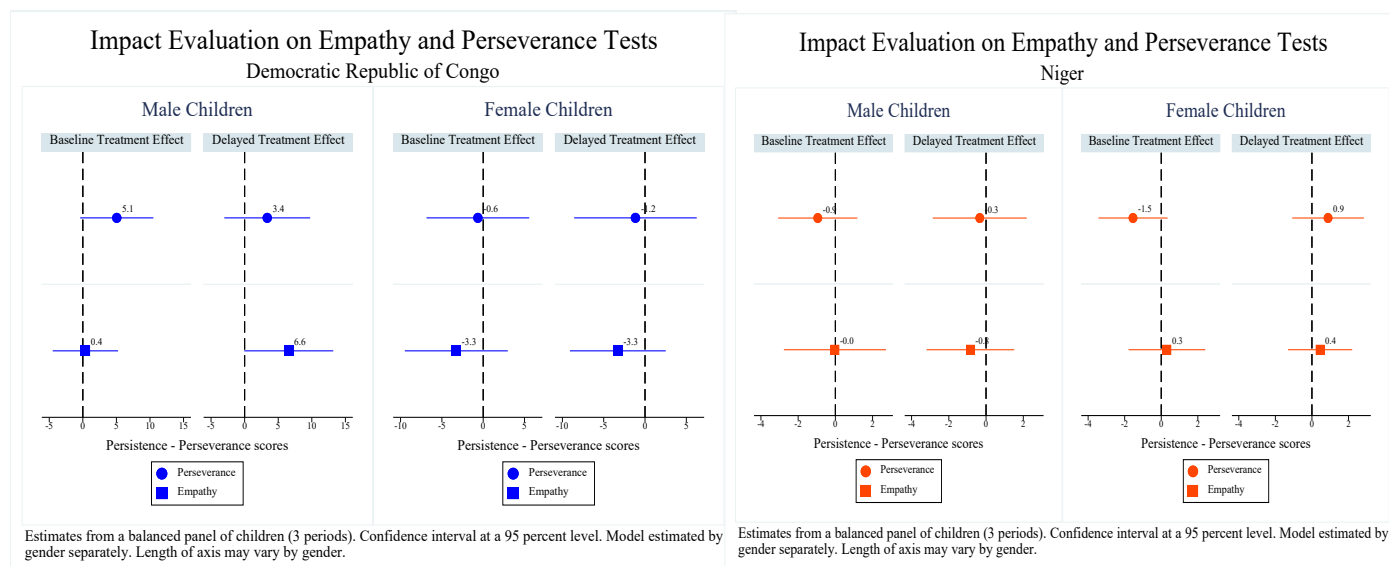 Impact Evaluation on Empathy and Perseverance Tests
Democratic Republic of Congo
Male Children
Female Children
Baseline Treatment Effect
Delayed Treatment Effect
Baseline Treatment Effect
Delayed Treatment Effect
5.1
3.4
-0.6
-1.2
0.4
6.6
-3.3
-3.3
-5 0 5 10 15
-5 0 5 10 15
-10 -5 0 5
-10 -5 0 5
Persistence - Perseverance scores
Persistence - Perseverance scores
Perseverance
Empathy
Perseverance
Empathy
Estimates from a balanced panel of children (3 periods). Confidence interval at a 95 percent level. Model estimated by
gender separately. Length of axis may vary by gender.
Impact Evaluation on Empathy and Perseverance Tests
Niger
Male Children
Female Children
Baseline Treatment Effect
Delayed Treatment Effect
Baseline Treatment Effect
Delayed Treatment Effect
-0.9
0.3
-1.5
0.9
-0.0
-0.8
0.3
0.4
-4 -2 0 2
-4 -2 0 2
-4 -2 0 2
-4 -2 0 2
Persistence - Perseverance scores
Persistence - Perseverance scores
Perseverance
Empathy
Perseverance
Empathy
Estimates from a balanced panel of children (3 periods). Confidence interval at a 95 percent level. Model estimated by
gender separately. Length of axis may vary by gender.